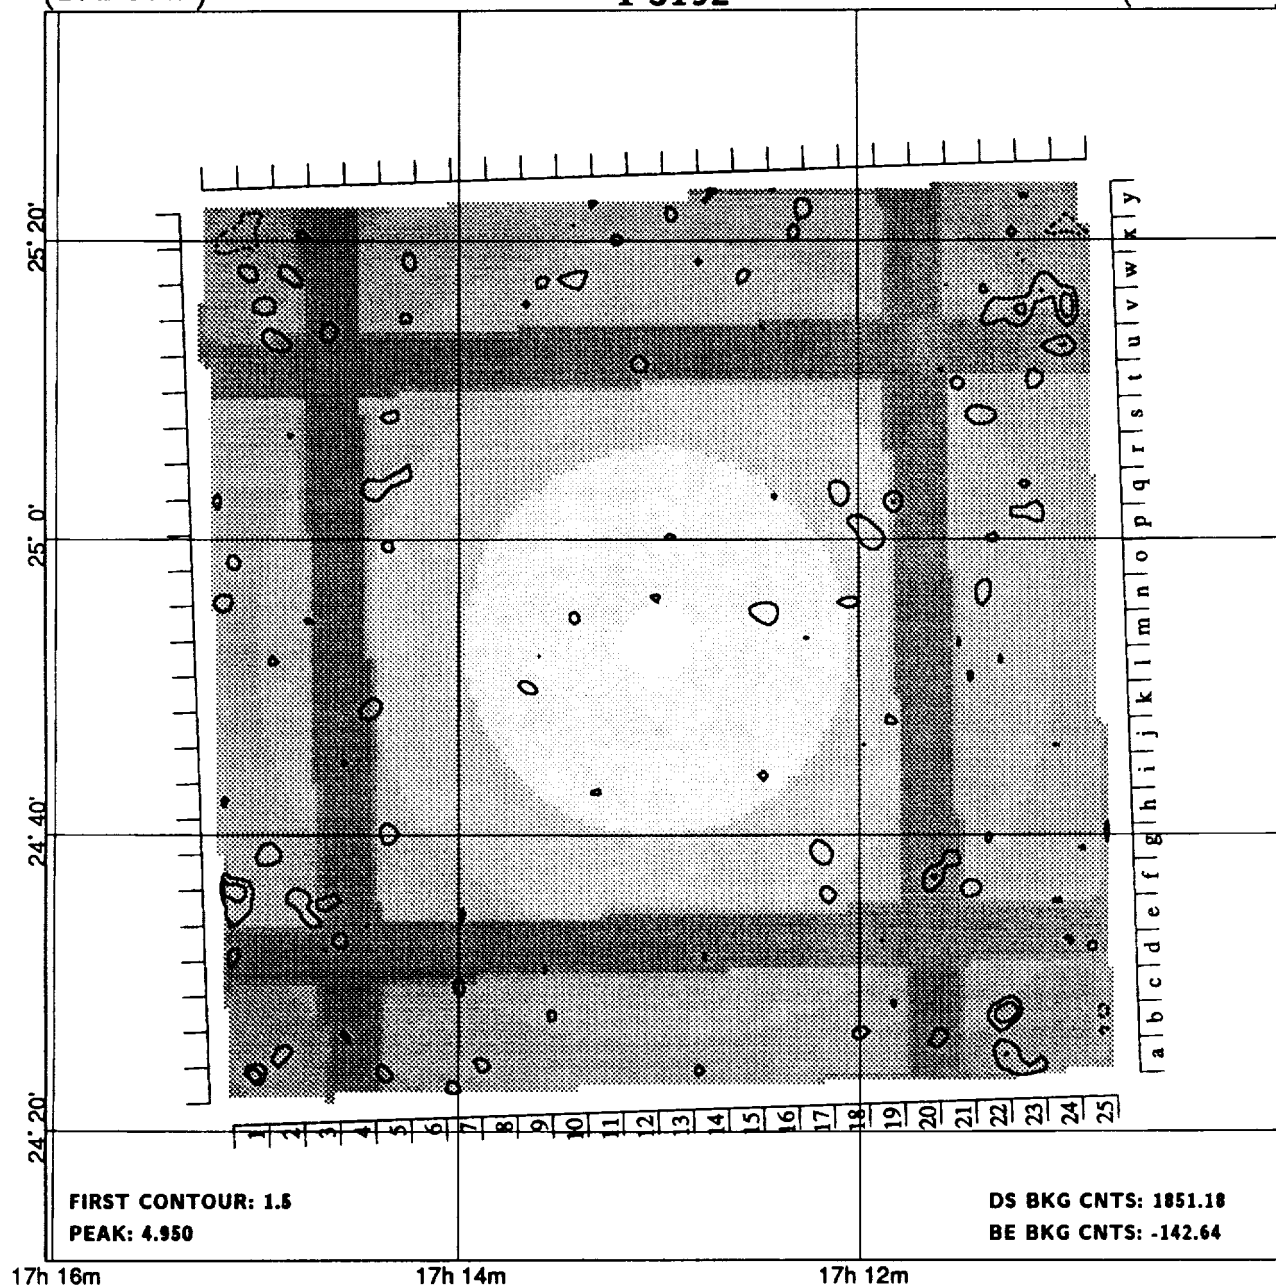 25° 20'
25° 0'
24° 40'
24° 20'
y
x
w
v
u
t
s
r
q
p
o
n
m
l
k
j
i
h
g
f
e
d
c
b
a
1 2 3 4 5 6 7 8 9 10 11 12 13 14 15 16 17 18 19 20 21 22 23 24 25
FIRST CONTOUR: 1.5
PEAK: 4.950
DS BKG CNTS: 1851.18
BE BKG CNTS: -142.64
17h 16m 17h 14m 17h 12m